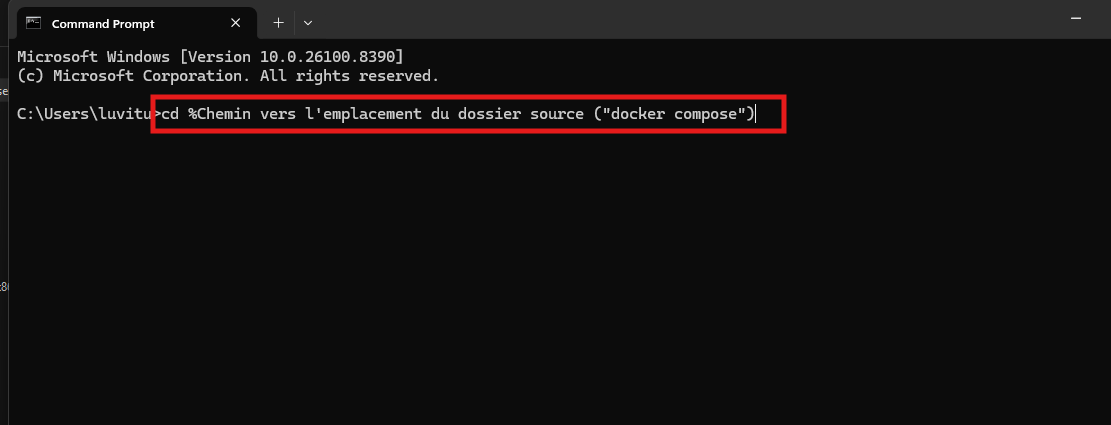 Command Prompt
Microsoft Windows [Version 10.0.26100.8390]
(c) Microsoft Corporation. All rights reserved.
C:\Users\luvitu>cd %Chemin vers l'emplacement du dossier source ("docker compose")